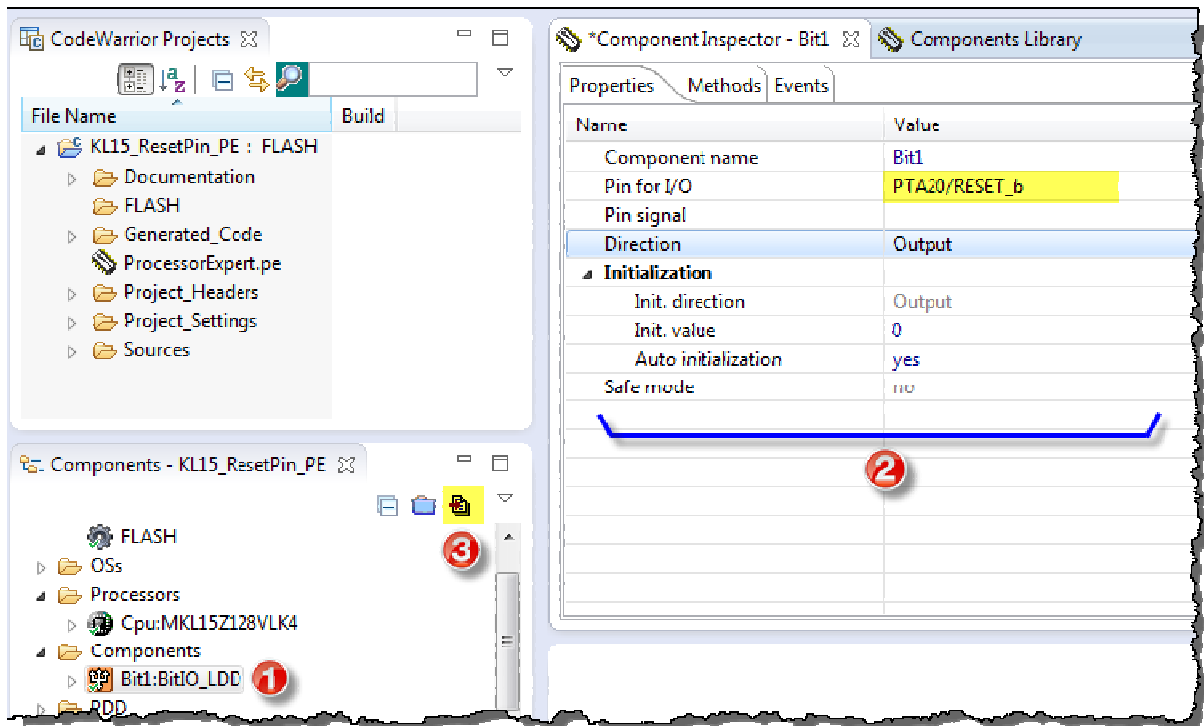 CodeWarrior Projects
File Name Build
KL15_ResetPin_PE : FLASH
Documentation
FLASH
Generated_Code
ProcessorExpert.pe
Project_Headers
Project_Settings
Sources
Components - KL15_ResetPin_PE
3
FLASH
OSs
Processors
Cpu:MKL15Z128VLK4
Components
Bit1:BitIO_LDD 1
PDD
*Component Inspector - Bit1 Components Library
Properties Methods Events
Name Value
Component name Bit1
Pin for I/O PTA20/RESET_b
Pin signal
Direction Output
Initialization
Init. direction Output
Init. value 0
Auto initialization yes
Safe mode no
2